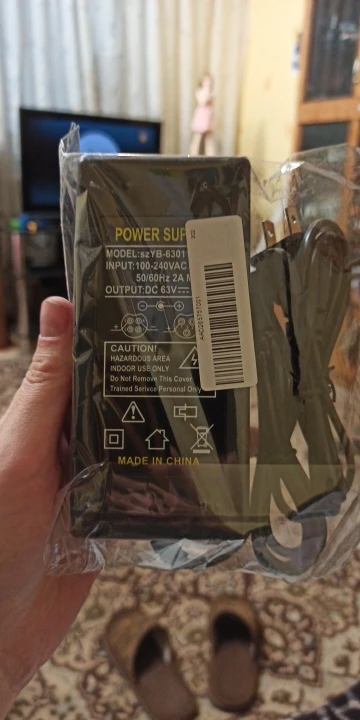 POWER SUP
MODEL:szYB-6301
INPUT:100-240VAC
50/60Hz 2A
OUTPUT:DC 63V
CAUTION!
HAZARDOUS AREA
INDOOR USE ONLY
Do Not Remove This Cover
Trained Serivce Personal Only
MADE IN CHINA